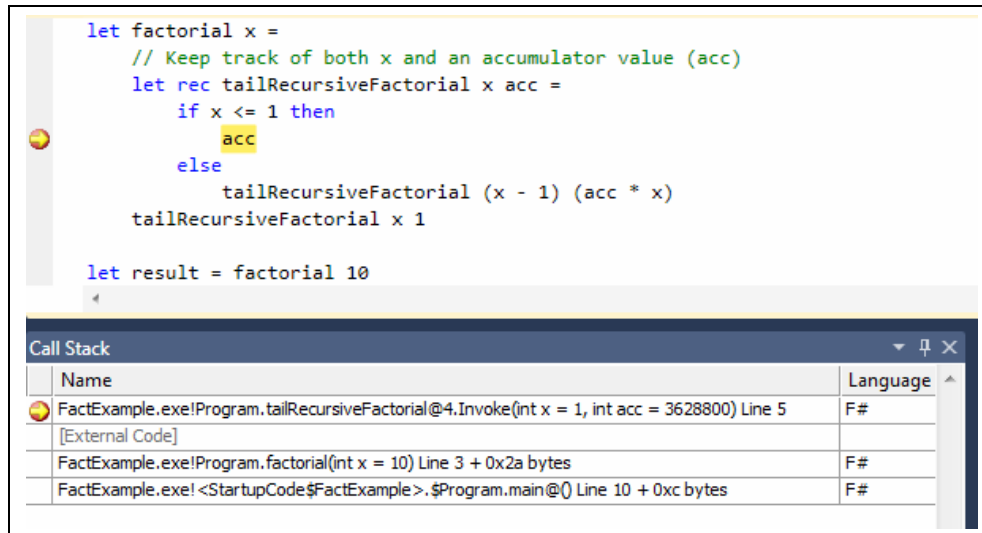 let factorial x =
    // Keep track of both x and an accumulator value (acc)
    let rec tailRecursiveFactorial x acc =
        if x <= 1 then
            acc
        else
            tailRecursiveFactorial (x - 1) (acc * x)
    tailRecursiveFactorial x 1

let result = factorial 10
Call Stack
Name Language
FactExample.exe!Program.tailRecursiveFactorial@4.Invoke(int x = 1, int acc = 3628800) Line 5 F#
[External Code]
FactExample.exe!Program.factorial(int x = 10) Line 3 + 0x2a bytes F#
FactExample.exe!<StartupCode$FactExample>.$Program.main@() Line 10 + 0xc bytes F#